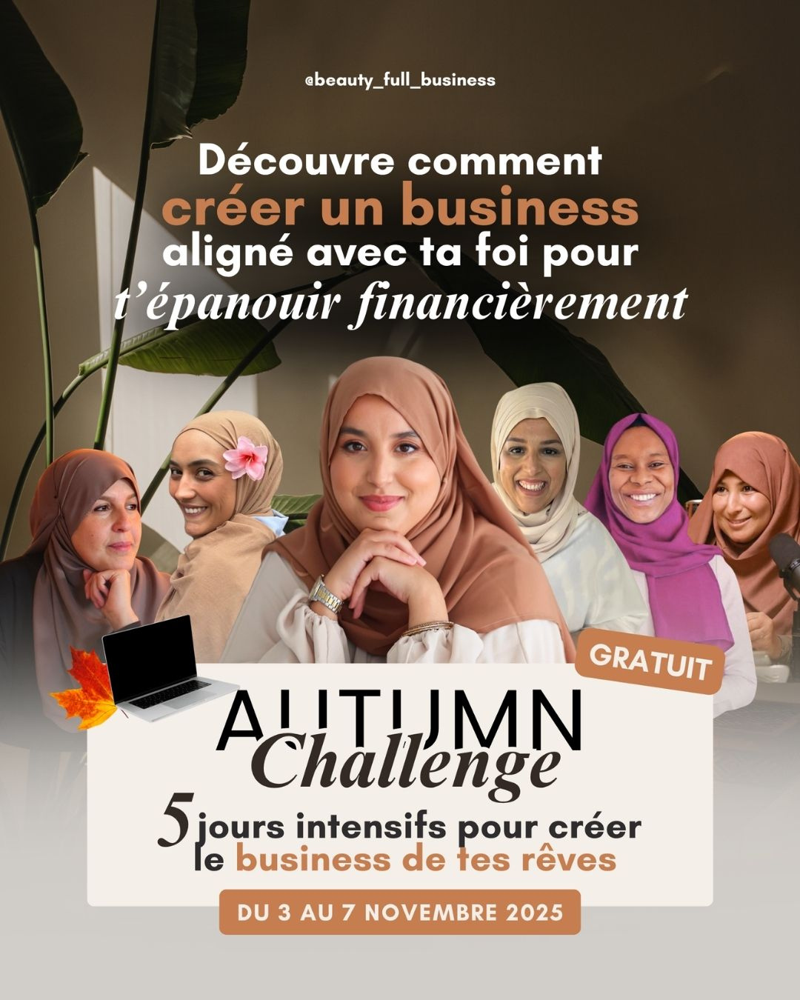 @beauty_full_business
Découvre comment
créer un business
aligné avec ta foi pour
t'épanouir financièrement
GRATUIT
AUTUMN
Challenge
5 jours intensifs pour créer
le business de tes rêves
DU 3 AU 7 NOVEMBRE 2025